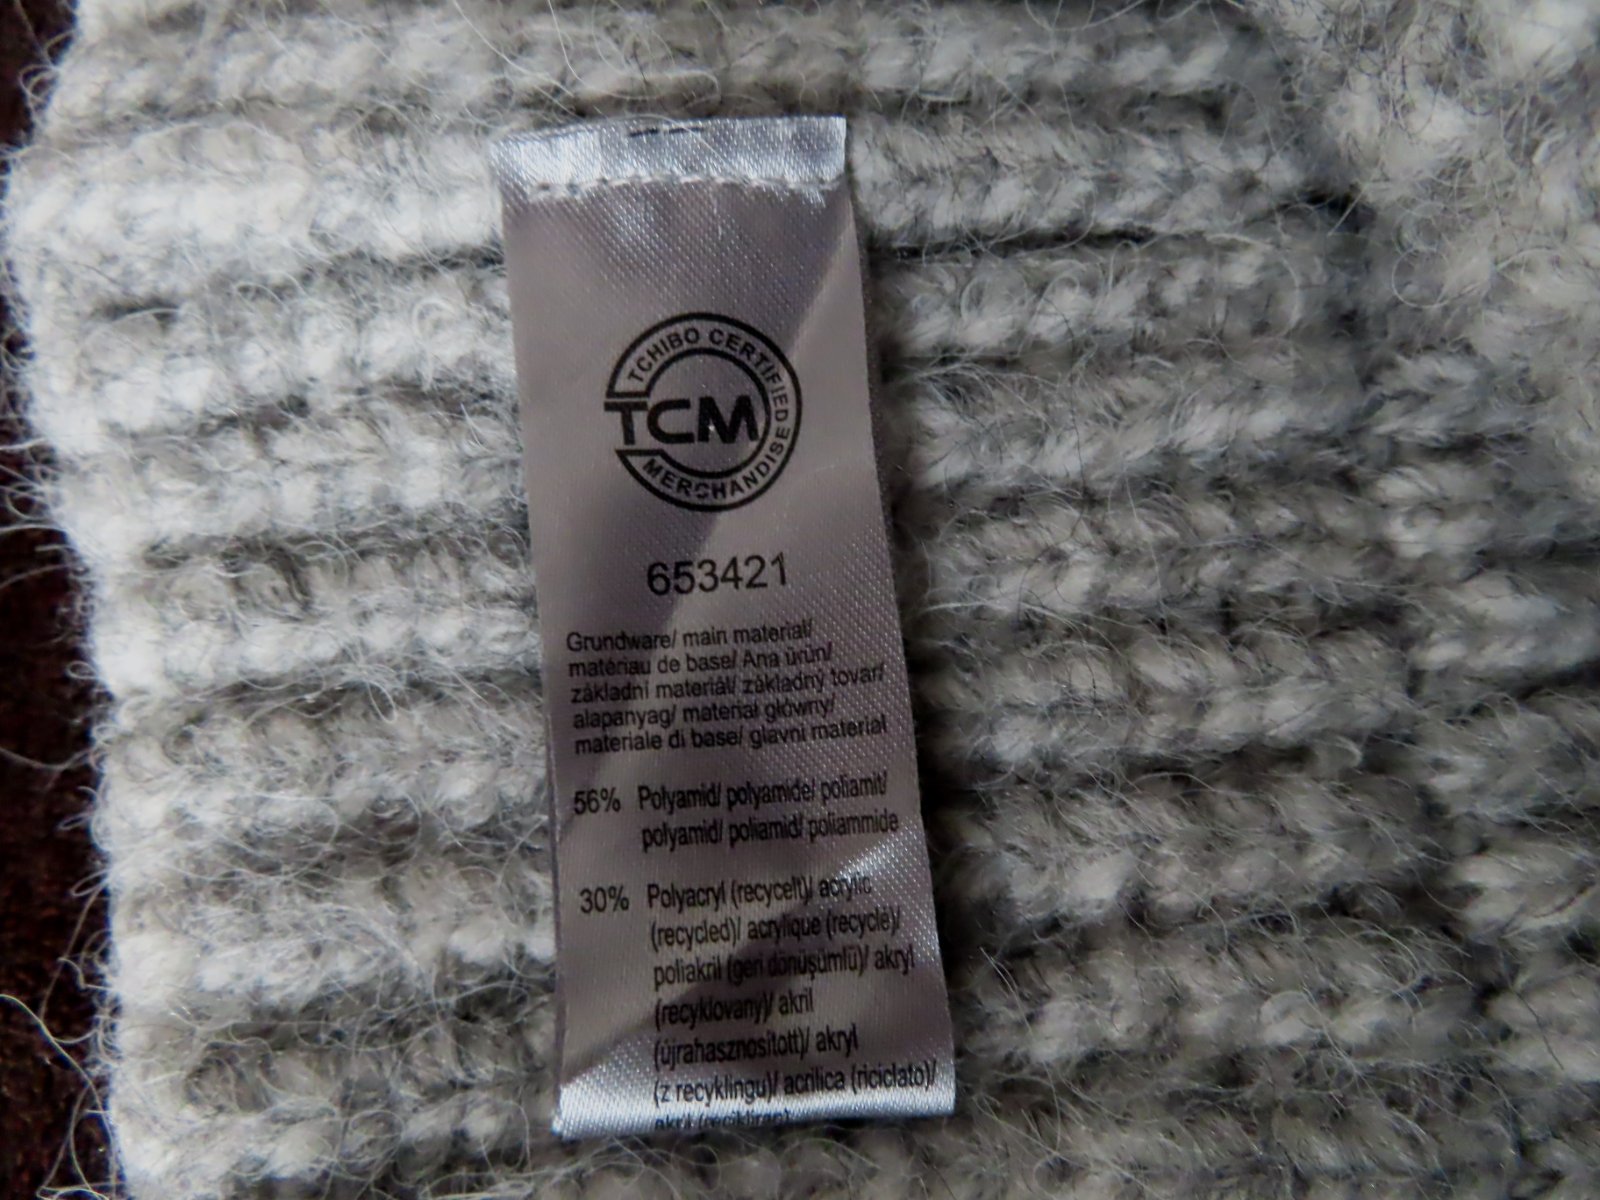 TCHIBO CERTIFIED
TCM
MERCHANDISE
653421
Grundware/ main material/
matériau de base/ Ana ürün/
základní materiál/ základný tovar/
alapanyag/ materiał główny/
materiale di base/ glavni material
56% Polyamid/ polyamide/ poliamit/
polyamid/ poliamid/ poliammide
30% Polyacryl (recycelt)/ acrylic
(recycled)/ acrylique (recyclé)/
poliakril (geri dönüşümlü)/ akryl
(recyklovaný)/ akril
(újrahasznosított)/ akryl
(z recyklingu)/ acrilica (riciclato)/